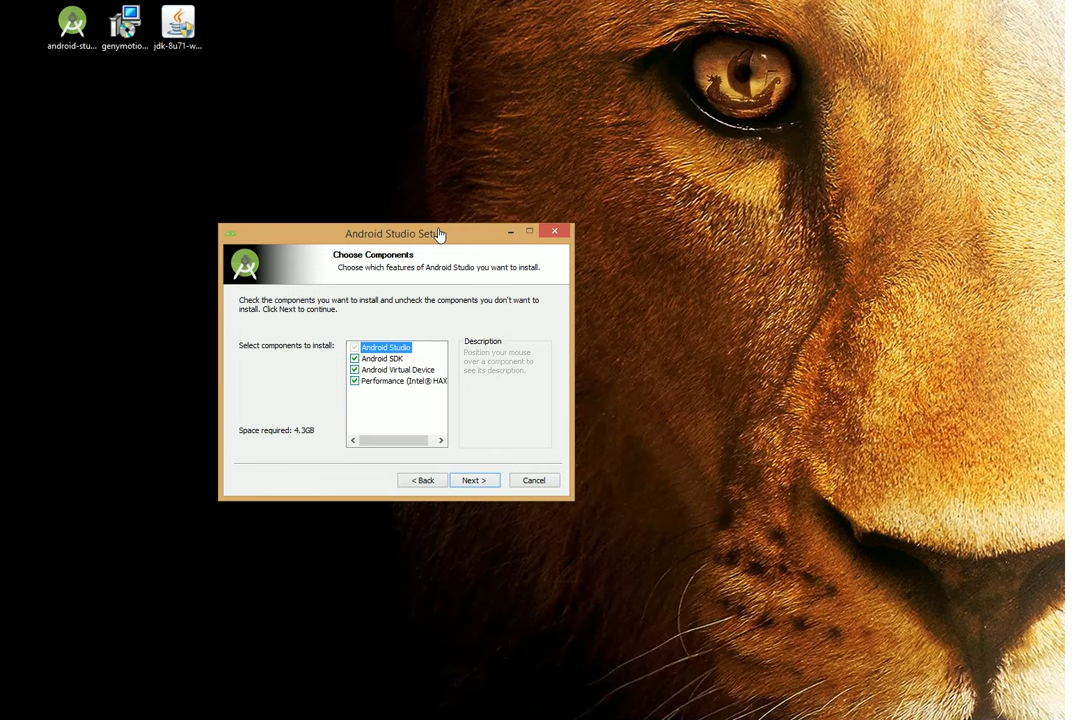 android-stu...
genymotio...
jdk-8u71-w...
Android Studio Setu
Choose Components
Choose which features of Android Studio you want to install.
Check the components you want to install and uncheck the components you don't want to
install. Click Next to continue.
Select components to install:
Android Studio
Android SDK
Android Virtual Device
Performance (Intel® HAX
Description
Position your mouse
over a component to
see its description.
Space required: 4.3GB
< Back
Next >
Cancel